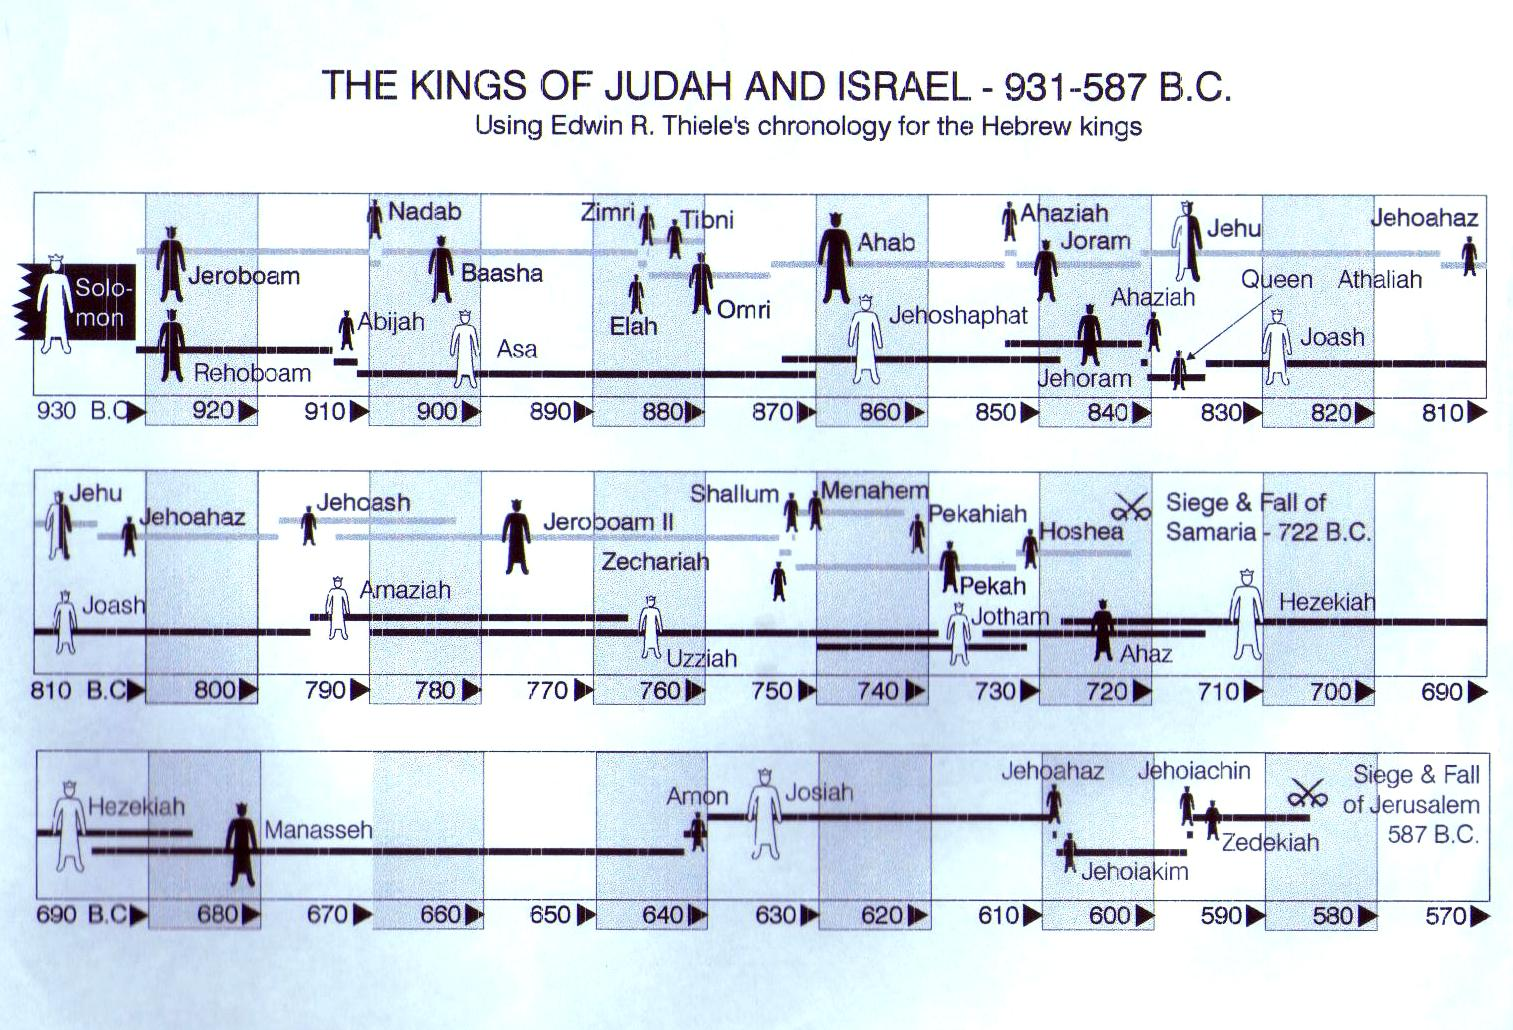 THE KINGS OF JUDAH AND ISRAEL - 931-587 B.C.
Using Edwin R. Thiele's chronology for the Hebrew kings
Nadab
Zimri
Tibni
Ahaziah
Jehu
Jehoahaz
Jeroboam
Baasha
Ahab
Joram
Queen Athaliah
Solo-
mon
Abijah
Elah
Omri
Jehoshaphat
Ahaziah
Rehoboam
Asa
Jehoram
Joash
930 B.C. 920 910 900 890 880 870 860 850 840 830 820 810
Jehu
Jehoahaz
Jehoash
Jeroboam II
Shallum
Menahem
Pekahiah
Hoshea
Siege & Fall of
Samaria - 722 B.C.
Zechariah
Pekah
Joash
Amaziah
Uzziah
Jotham
Ahaz
Hezekiah
810 B.C. 800 790 780 770 760 750 740 730 720 710 700 690
Hezekiah
Manasseh
Amon
Josiah
Jehoahaz
Jehoiachin
Jehoiakim
Zedekiah
Siege & Fall
of Jerusalem
587 B.C.
690 B.C. 680 670 660 650 640 630 620 610 600 590 580 570